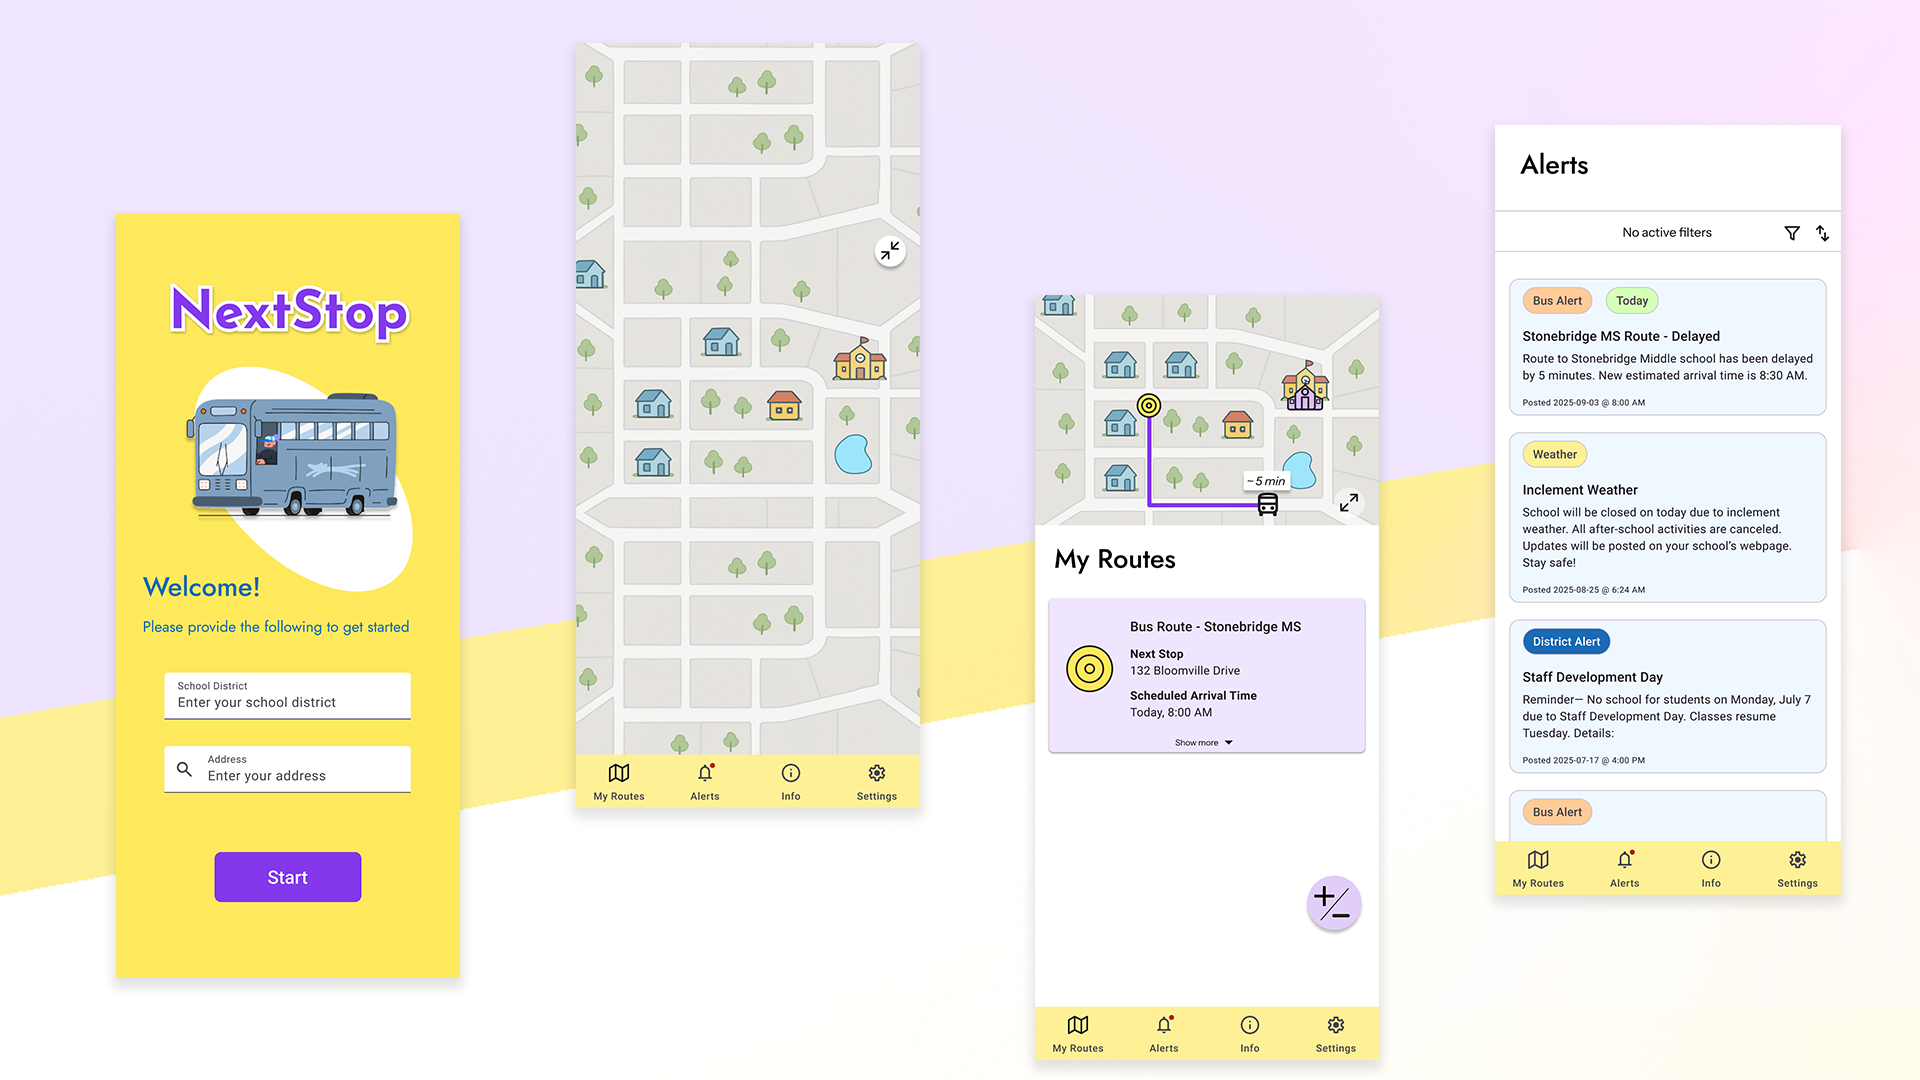 NextStop
Welcome!
Please provide the following to get started
School District
Enter your school district
Address
Enter your address
Start
My Routes
Alerts
Info
Settings
~5 min
My Routes
Bus Route - Stonebridge MS
Next Stop
132 Bloomville Drive
Scheduled Arrival Time
Today, 8:00 AM
Show more
My Routes
Alerts
Info
Settings
Alerts
No active filters
Bus Alert
Today
Stonebridge MS Route - Delayed
Route to Stonebridge Middle school has been delayed
by 5 minutes. New estimated arrival time is 8:30 AM.
Posted 2025-09-03 @ 8:00 AM
Weather
Inclement Weather
School will be closed on today due to inclement
weather. All after-school activities are canceled.
Updates will be posted on your school's webpage.
Stay safe!
Posted 2025-08-25 @ 6:24 AM
District Alert
Staff Development Day
Reminder— No school for students on Monday, July 7
due to Staff Development Day. Classes resume
Tuesday. Details:
Posted 2025-07-17 @ 4:00 PM
Bus Alert
My Routes
Alerts
Info
Settings